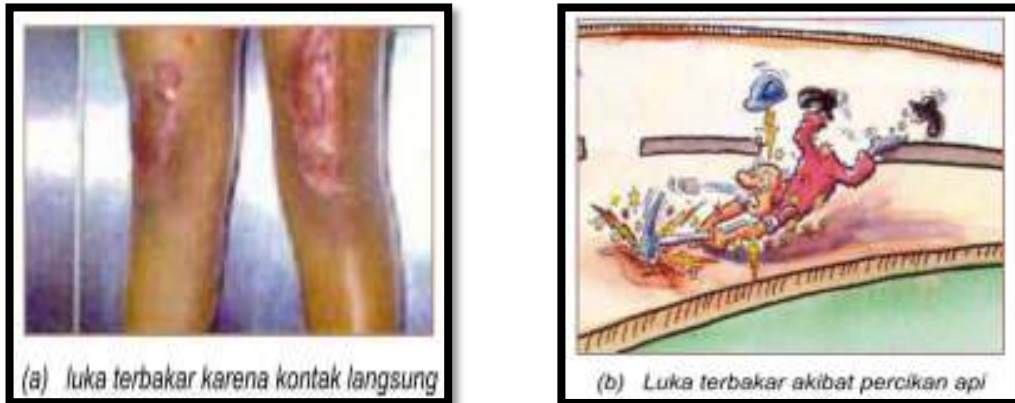 (a) luka terbakar karena kontak langsung
(b) Luka terbakar akibat percikan api